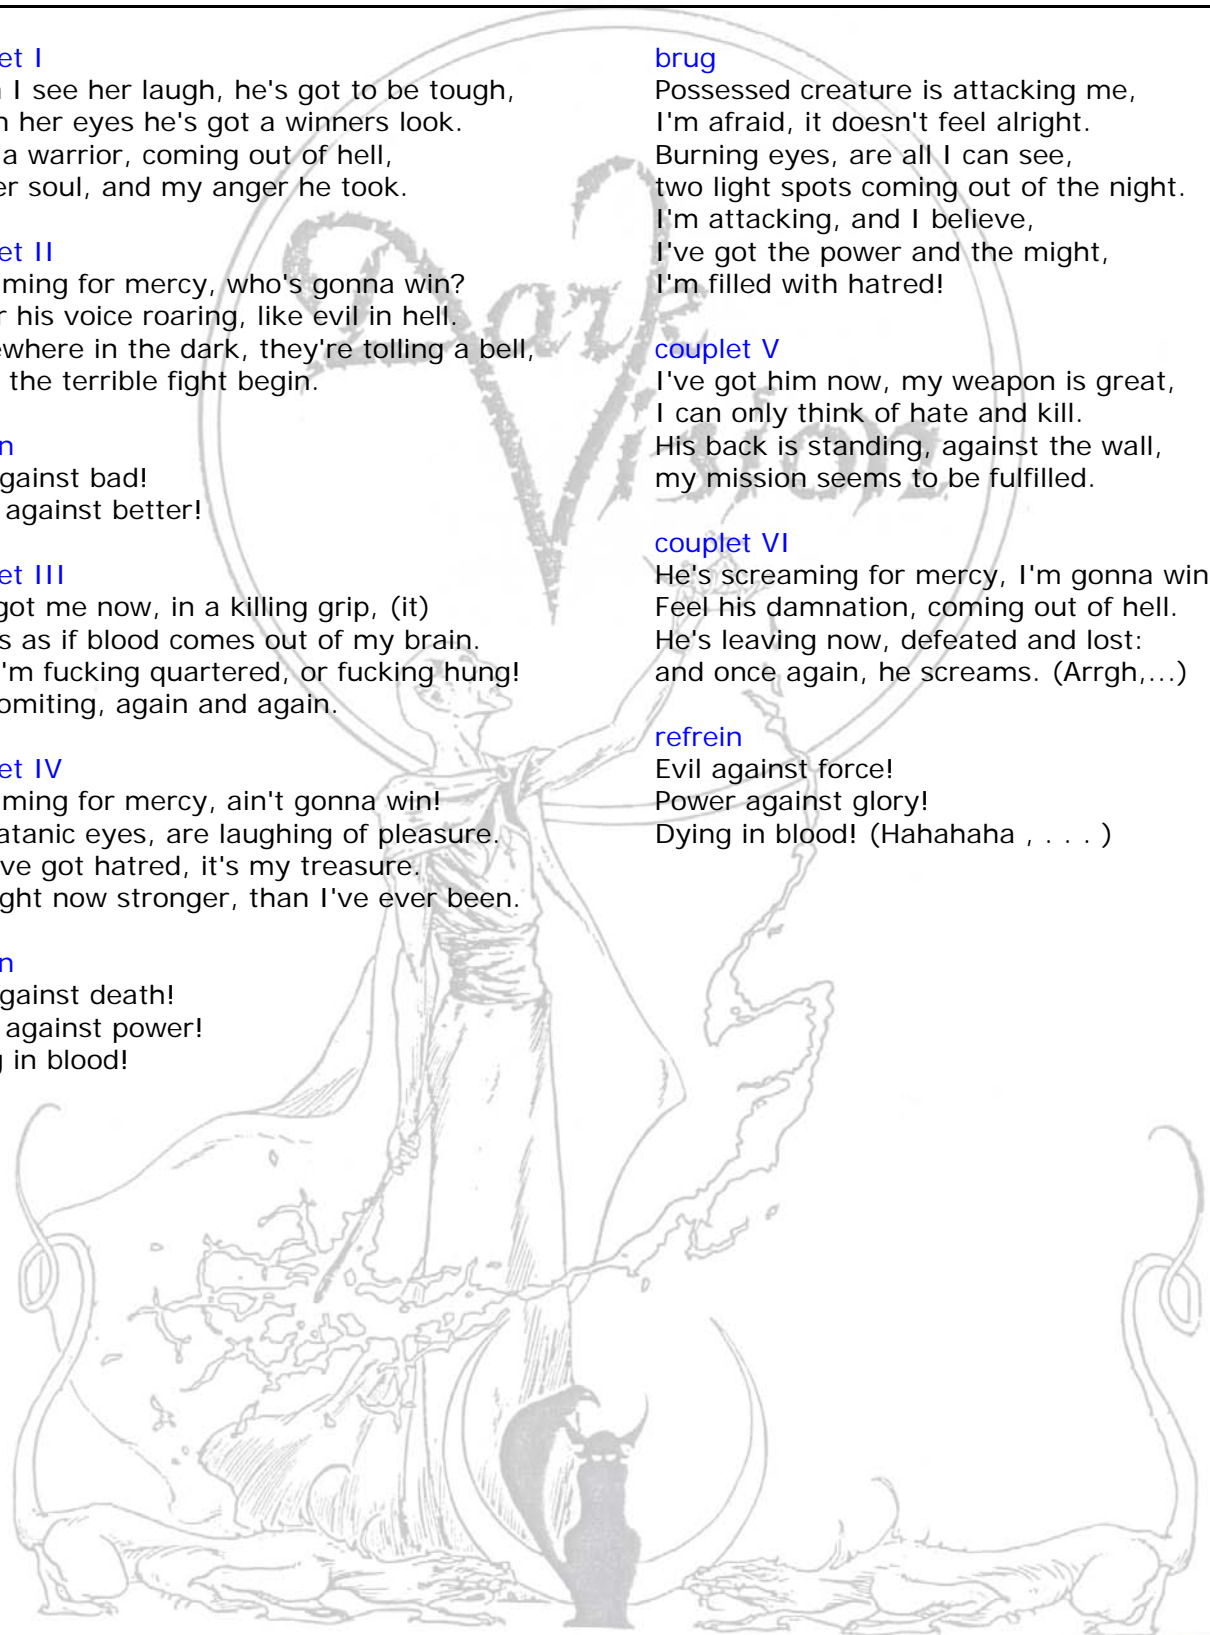 et I
I see her laugh, he's got to be tough,
her eyes he's got a winners look.
a warrior, coming out of hell,
er soul, and my anger he took.
et II
ming for mercy, who's gonna win?
his voice roaring, like evil in hell.
where in the dark, they're tolling a bell,
the terrible fight begin.
n
gainst bad!
against better!
et III
got me now, in a killing grip, (it)
s as if blood comes out of my brain.
I'm fucking quartered, or fucking hung!
omiting, again and again.
et IV
ming for mercy, ain't gonna win!
atanic eyes, are laughing of pleasure.
ve got hatred, it's my treasure.
ght now stronger, than I've ever been.
n
gainst death!
against power!
g in blood!
brug
Possessed creature is attacking me,
I'm afraid, it doesn't feel alright.
Burning eyes, are all I can see,
two light spots coming out of the night.
I'm attacking, and I believe,
I've got the power and the might,
I'm filled with hatred!
couplet V
I've got him now, my weapon is great,
I can only think of hate and kill.
His back is standing, against the wall,
my mission seems to be fulfilled.
couplet VI
He's screaming for mercy, I'm gonna win
Feel his damnation, coming out of hell.
He's leaving now, defeated and lost:
and once again, he screams. (Arrgh,...)
refrein
Evil against force!
Power against glory!
Dying in blood! (Hahahaha , . . . )
Dark
Vision